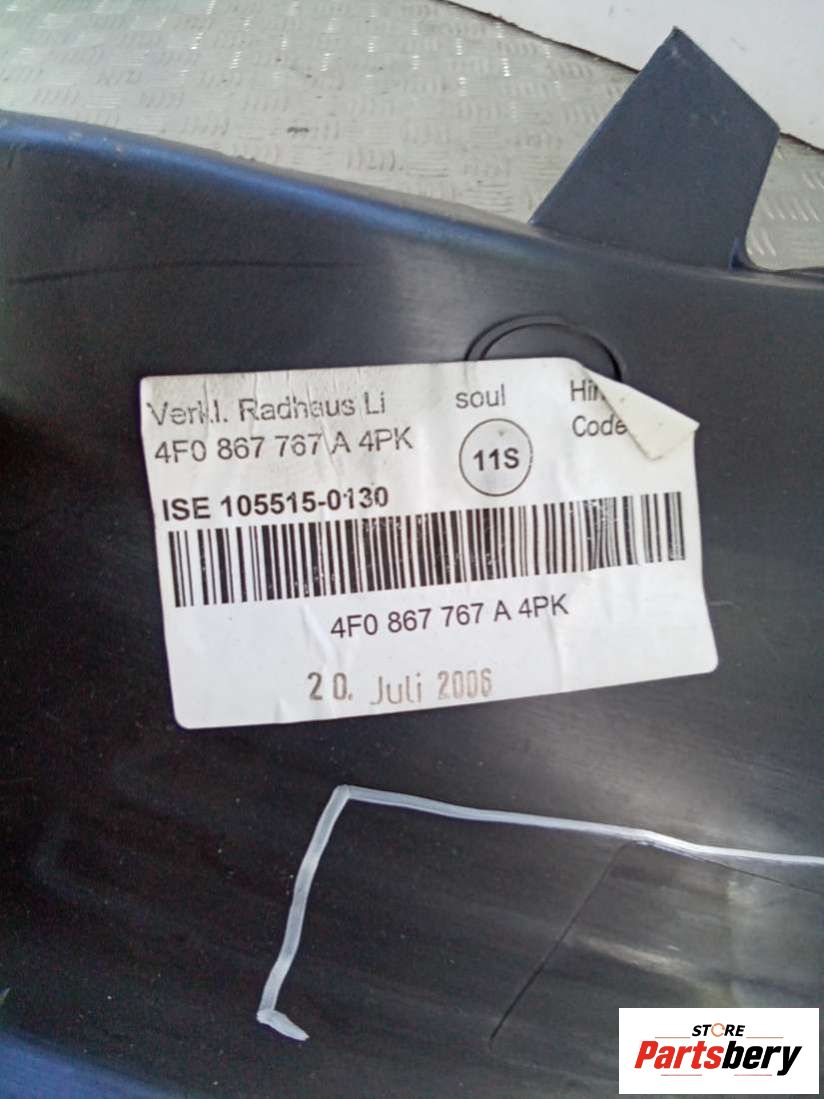 Verkl. Radhaus Li
4F0 867 767 A 4PK
soul
11S
Code
ISE 105515-0130
4F0 867 767 A 4PK
20. Juli 2006
STORE
Partsbery